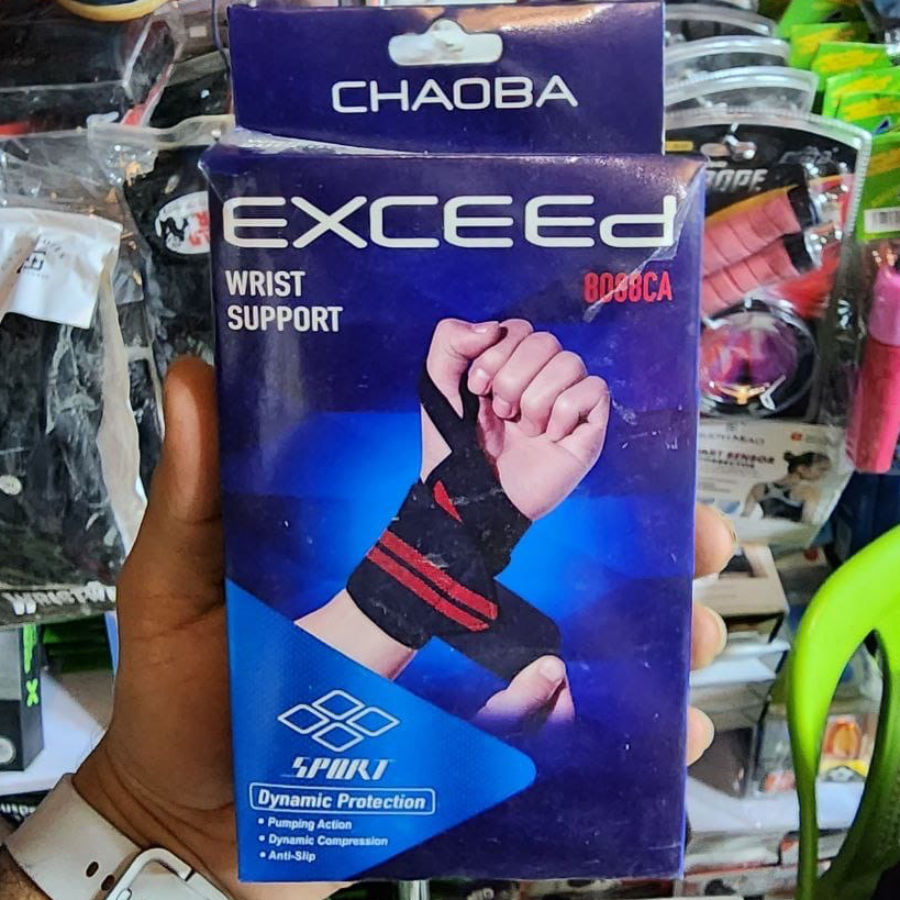 CHAOBA
EXCEEd
WRIST
SUPPORT
8098CA
SPORT
Dynamic Protection
• Pumping Action
• Dynamic Compression
• Anti-Slip